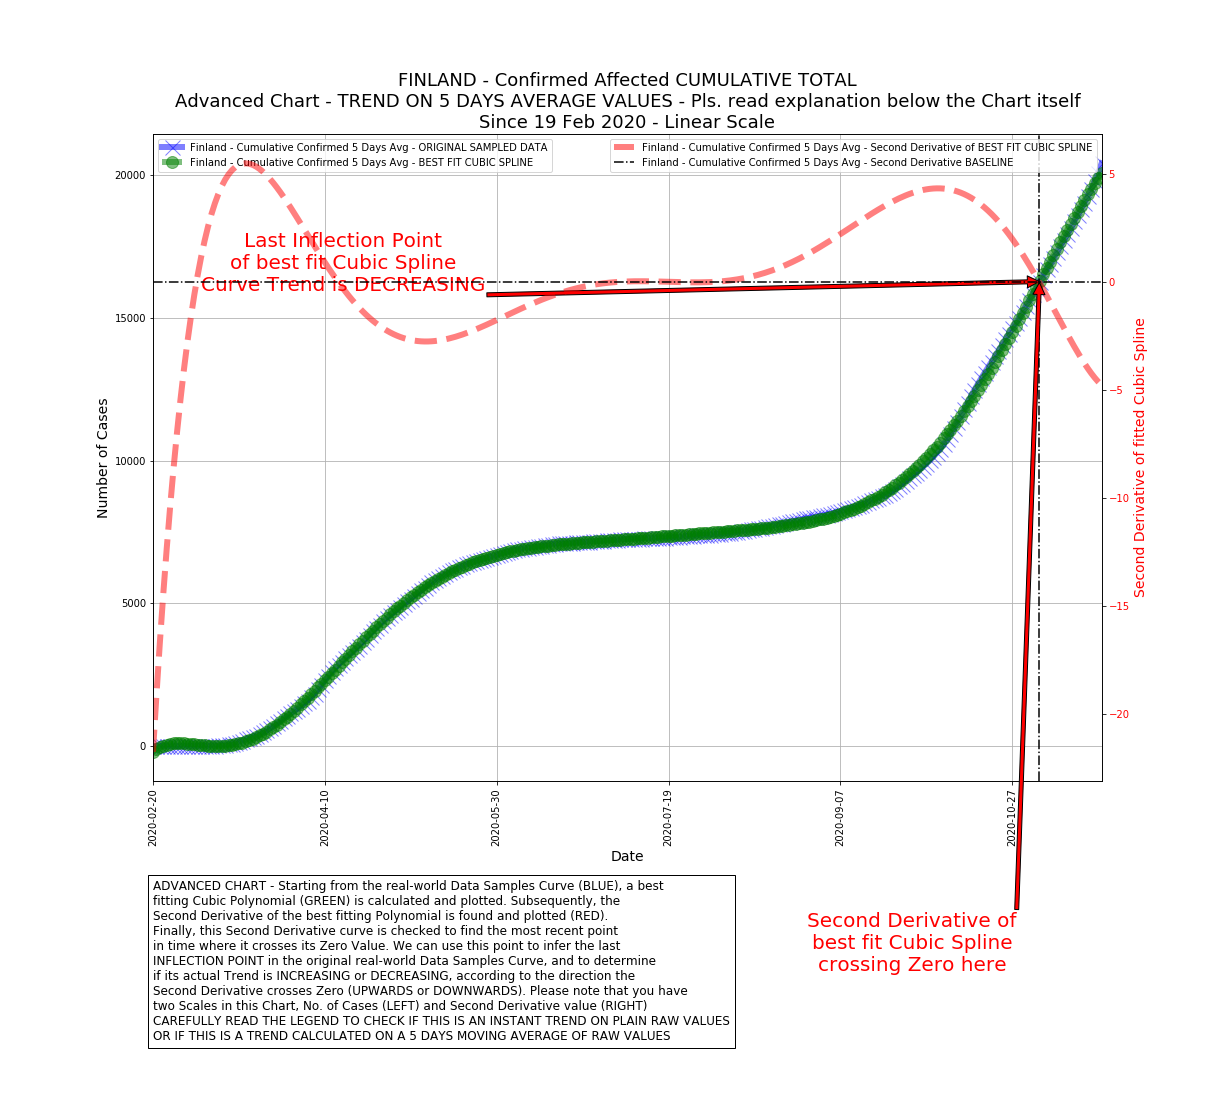 FINLAND - Confirmed Affected CUMULATIVE TOTAL
Advanced Chart - TREND ON 5 DAYS AVERAGE VALUES - Pls. read explanation below the Chart itself
Since 19 Feb 2020 - Linear Scale
Finland - Cumulative Confirmed 5 Days Avg - ORIGINAL SAMPLED DATA
Finland - Cumulative Confirmed 5 Days Avg - BEST FIT CUBIC SPLINE
Finland - Cumulative Confirmed 5 Days Avg - Second Derivative of BEST FIT CUBIC SPLINE
Finland - Cumulative Confirmed 5 Days Avg - Second Derivative BASELINE
Last Inflection Point
of best fit Cubic Spline
Curve Trend is DECREASING
Number of Cases
20000
15000
10000
5000
0
5
0
−5
−10
−15
−20
Second Derivative of fitted Cubic Spline
2020-02-20
2020-04-10
2020-05-30
2020-07-19
2020-09-07
2020-10-27
Date
Second Derivative of
best fit Cubic Spline
crossing Zero here
ADVANCED CHART - Starting from the real-world Data Samples Curve (BLUE), a best
fitting Cubic Polynomial (GREEN) is calculated and plotted. Subsequently, the
Second Derivative of the best fitting Polynomial is found and plotted (RED).
Finally, this Second Derivative curve is checked to find the most recent point
in time where it crosses its Zero Value. We can use this point to infer the last
INFLECTION POINT in the original real-world Data Samples Curve, and to determine
if its actual Trend is INCREASING or DECREASING, according to the direction the
Second Derivative crosses Zero (UPWARDS or DOWNWARDS). Please note that you have
two Scales in this Chart, No. of Cases (LEFT) and Second Derivative value (RIGHT)
CAREFULLY READ THE LEGEND TO CHECK IF THIS IS AN INSTANT TREND ON PLAIN RAW VALUES
OR IF THIS IS A TREND CALCULATED ON A 5 DAYS MOVING AVERAGE OF RAW VALUES